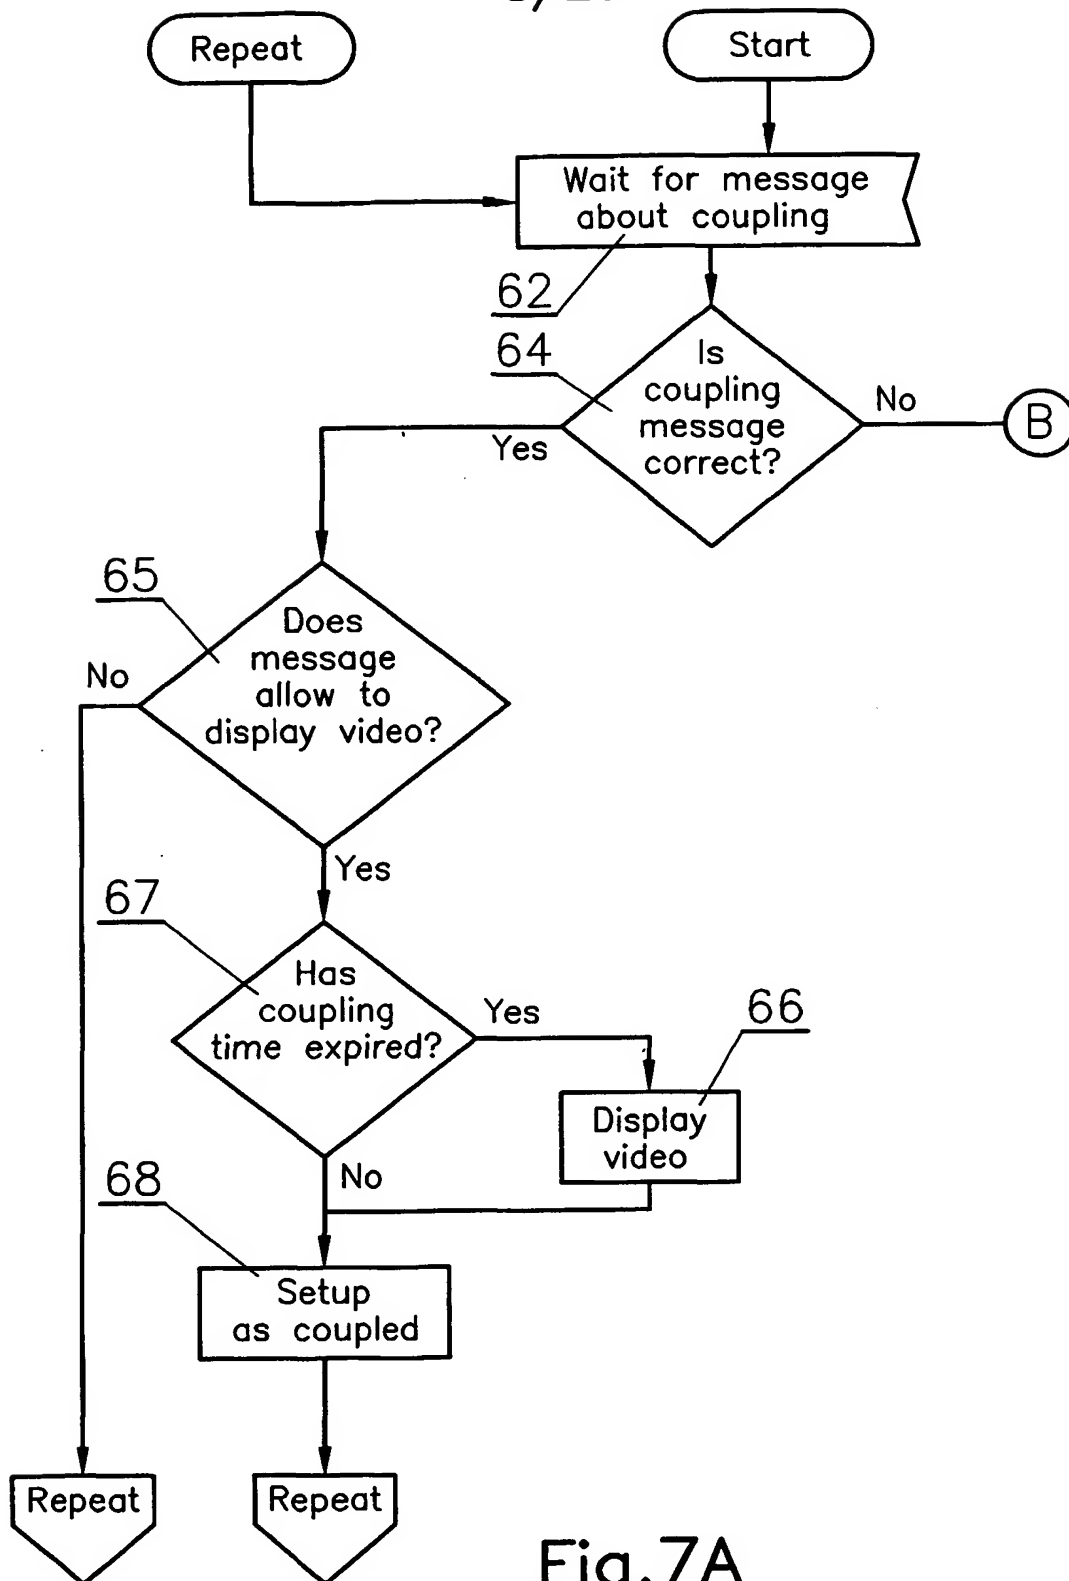 Repeat
Start
Wait for message
about coupling
62
64
Is
coupling
message
correct?
No
B
Yes
65
Does
message
allow to
display video?
No
Yes
67
Has
coupling
time expired?
Yes
66
Display
video
No
68
Setup
as coupled
Repeat
Repeat
Fig.7A